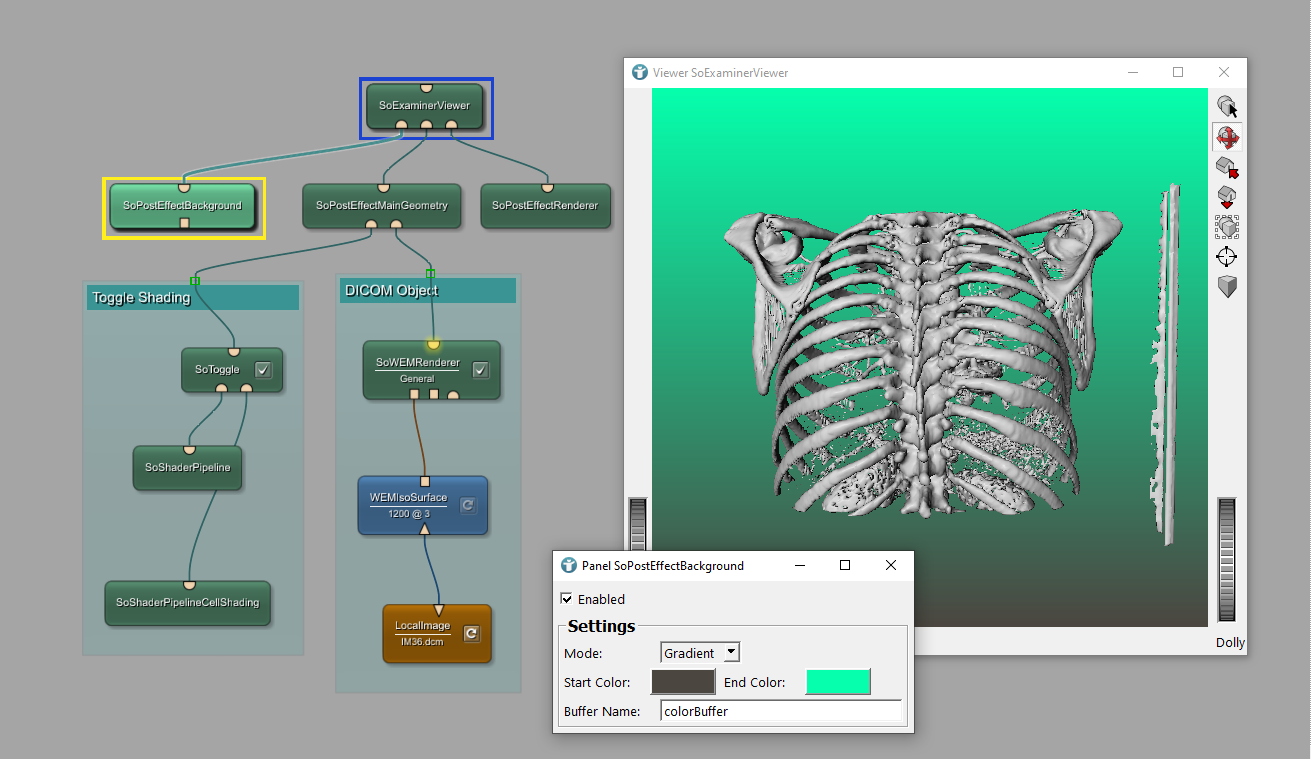 SoExaminerViewer
SoPostEffectBackground
SoPostEffectMainGeometry
SoPostEffectRenderer
Toggle Shading
SoToggle
SoShaderPipeline
SoShaderPipelineCellShading
DICOM Object
SoWEMRenderer
General
WEMIsoSurface
1200 @ 3
LocalImage
IM36.dcm
Viewer SoExaminerViewer
Dolly
Panel SoPostEffectBackground
Enabled
Settings
Mode: Gradient
Start Color: End Color:
Buffer Name: colorBuffer